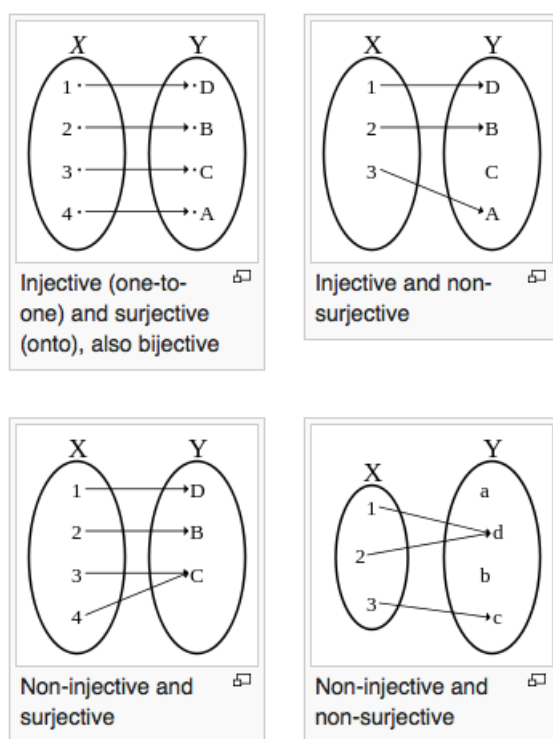 X Y
1 D
2 B
3 C
4 A
Injective (one-to-
one) and surjective
(onto), also bijective
X Y
1 D
2 B
3 C
A
Injective and non-
surjective
X Y
1 D
2 B
3 C
4
Non-injective and
surjective
Y
X a
1 d
2 b
3 c
Non-injective and
non-surjective